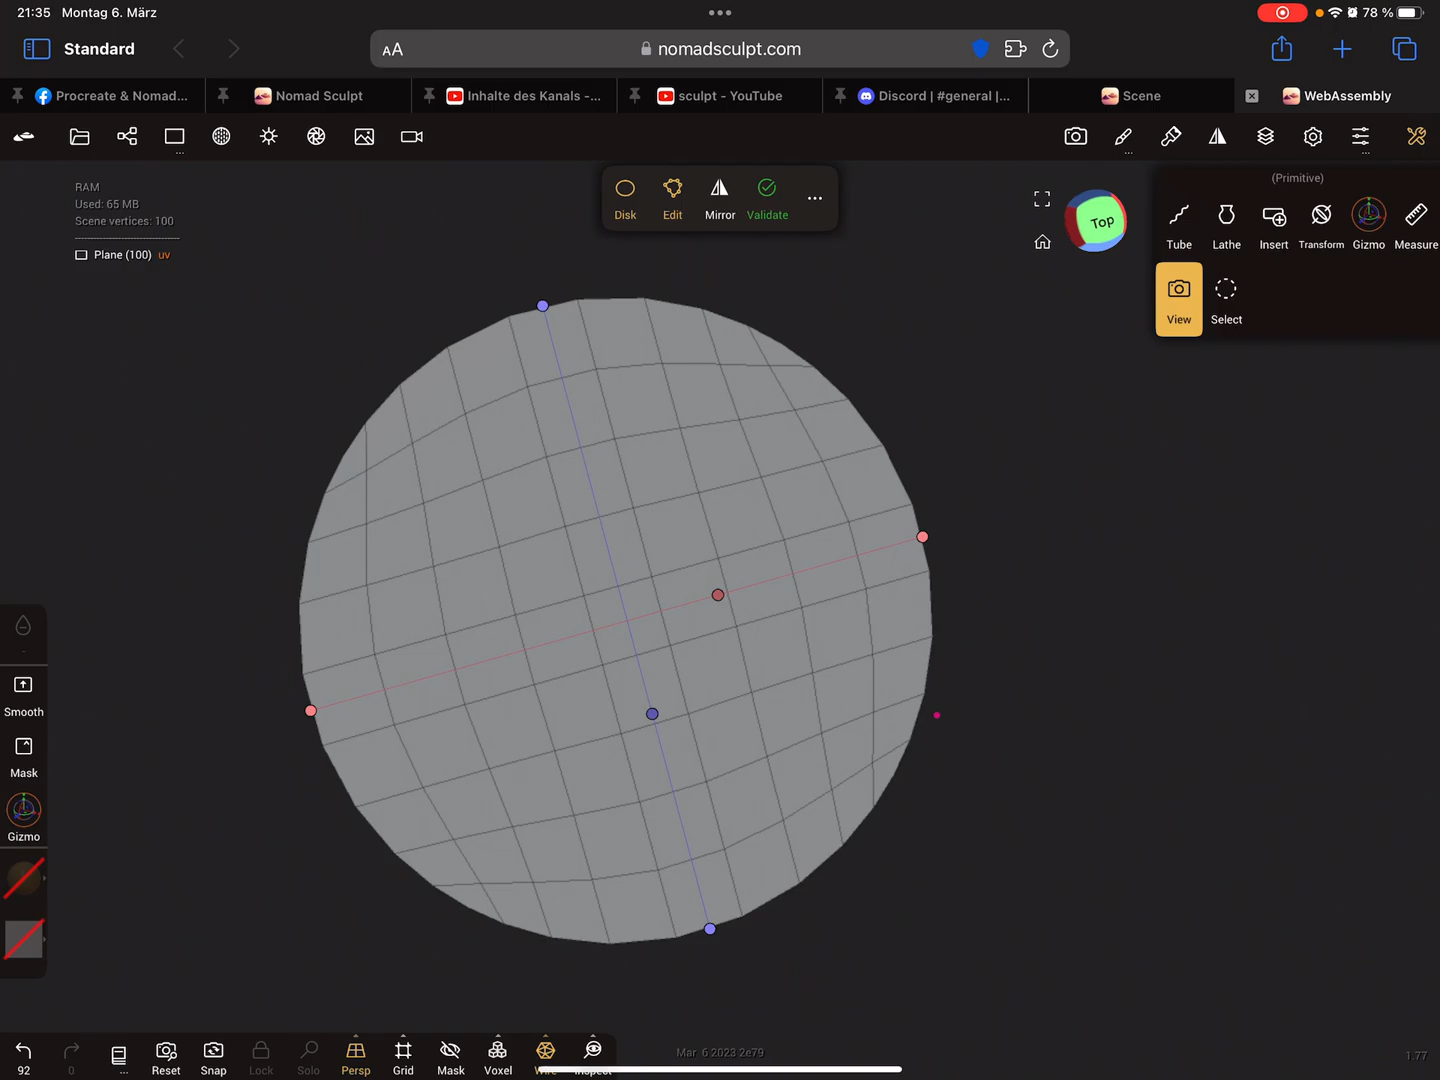 21:35 Montag 6. März
78 %
Standard
AA
nomadsculpt.com
Procreate & Nomad...
Nomad Sculpt
Inhalte des Kanals -...
sculpt - YouTube
Discord | #general |...
Scene
WebAssembly
RAM
Used: 65 MB
Scene vertices: 100
Plane (100) uv
Disk
Edit
Mirror
Validate
Top
(Primitive)
Tube
Lathe
Insert
Transform
Gizmo
Measure
View
Select
Smooth
Mask
Gizmo
92
0
Reset
Snap
Lock
Solo
Persp
Grid
Mask
Voxel
Wire
Inspect
Mar 6 2023 2e79
1.77